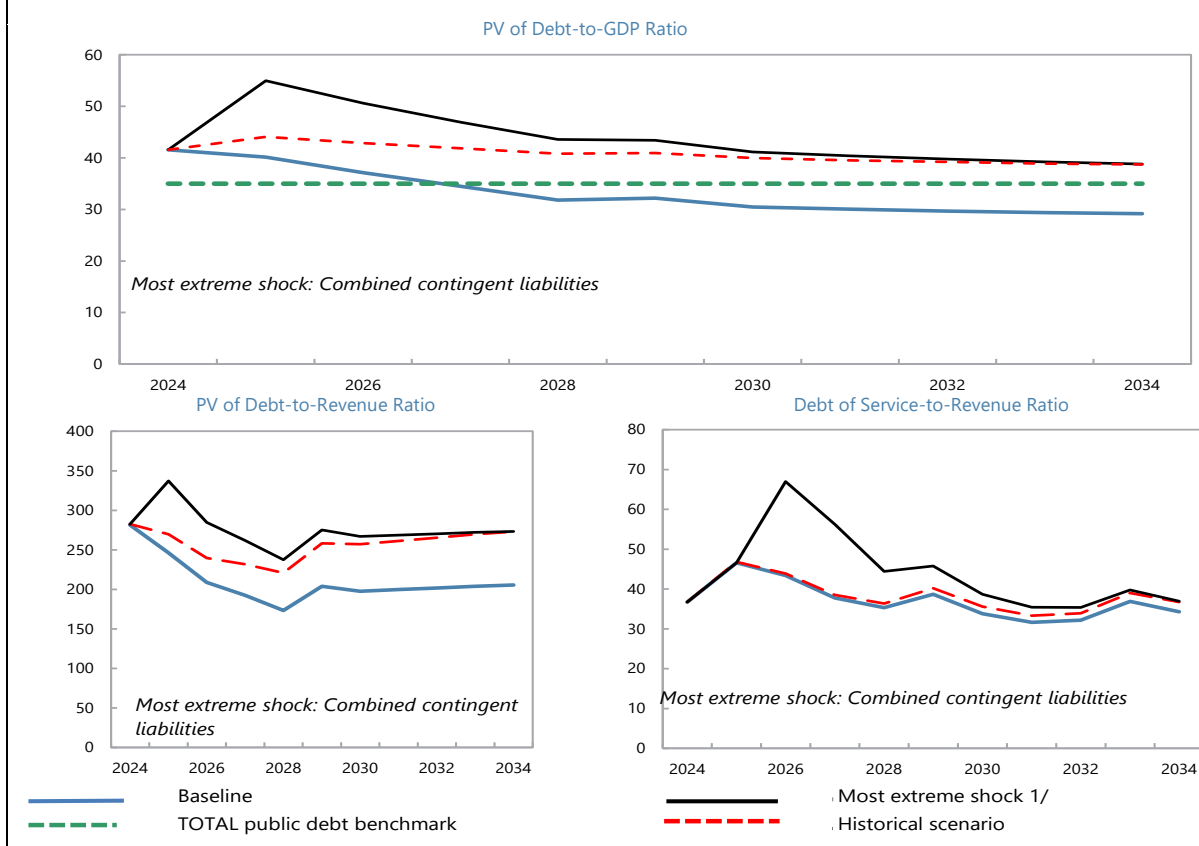 PV of Debt-to-GDP Ratio
60
50
40
30
20
10
0
Most extreme shock: Combined contingent liabilities
2024 2026 2028 2030 2032 2034
PV of Debt-to-Revenue Ratio
400
350
300
250
200
150
100
50
0
Most extreme shock: Combined contingent
liabilities
2024 2026 2028 2030 2032 2034
Debt of Service-to-Revenue Ratio
80
70
60
50
40
30
20
10
0
Most extreme shock: Combined contingent liabilities
2024 2026 2028 2030 2032 2034
Baseline
TOTAL public debt benchmark
Most extreme shock 1/
Historical scenario